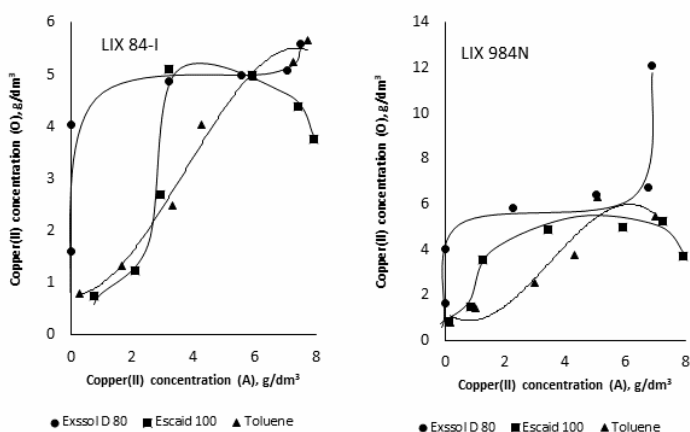 LIX 84-I
Copper(II) concentration (O), g/dm³
6
5
4
3
2
1
0
0 2 4 6 8
Copper(II) concentration (A), g/dm³
● Exssol D 80 ■ Escaid 100 ▲ Toluene
LIX 984N
Copper(II) concentration (O), g/dm³
14
12
10
8
6
4
2
0
0 2 4 6 8
Copper(II) concentration (A), g/dm³
● Exssol D 80 ■ Escaid 100 ▲ Toluene